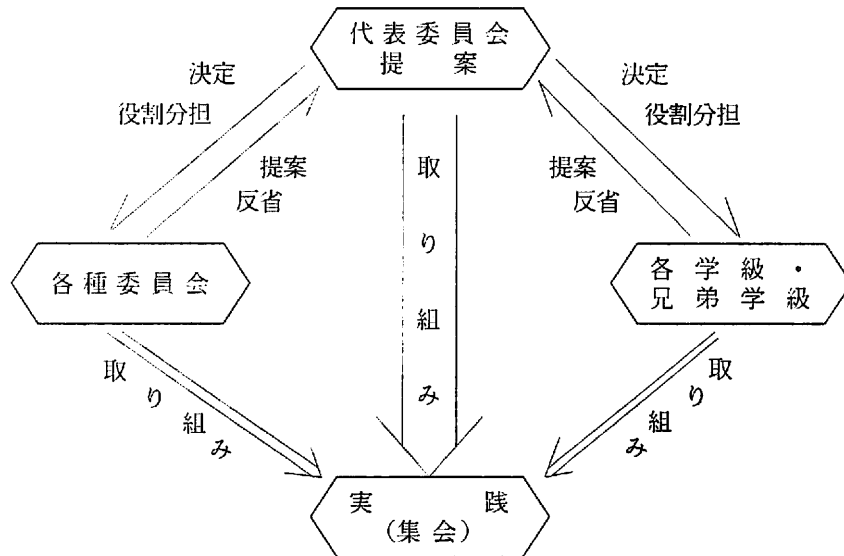 代表委員会
提案
決定
役割分担
提案
反省
決定
役割分担
提案
反省
取り組み
各種委員会
各学級・
兄弟学級
取り組み
取り組み
実践
(集会)